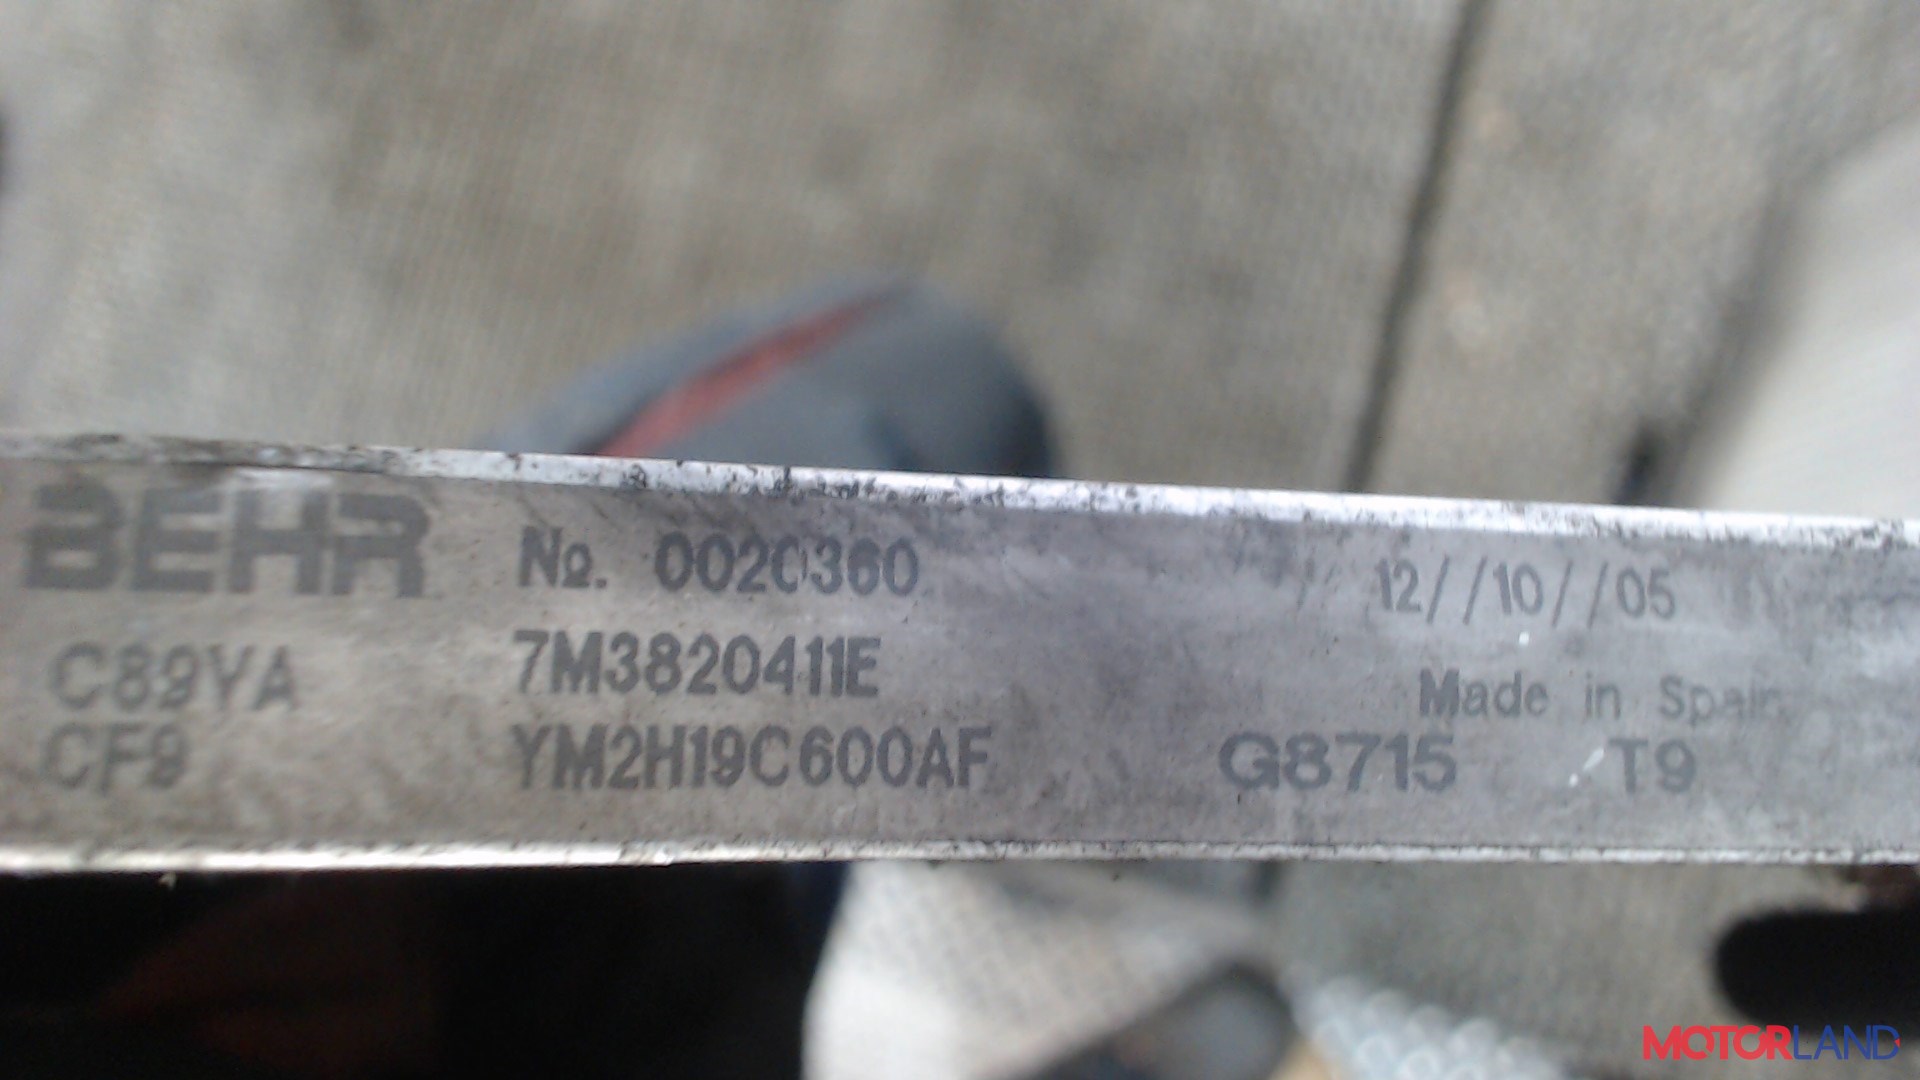 BEHR No. 0020360 12//10//05
C89YA 7M3820411E Made in Spain
CF9 YM2H19C600AF G8715 T9
MOTORLAND